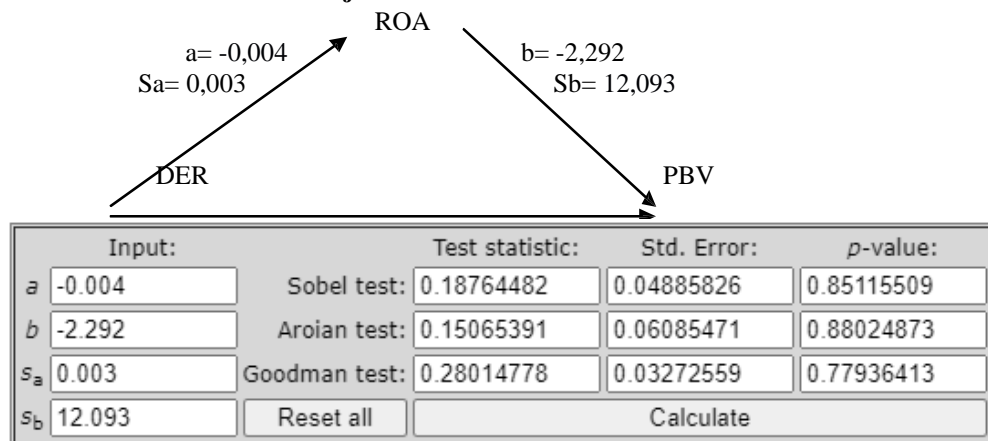 ROA
a= -0,004
b= -2,292
Sa= 0,003
Sb= 12,093
DER
PBV
Input: Test statistic: Std. Error: p-value:
a -0.004 Sobel test: 0.18764482 0.04885826 0.85115509
b -2.292 Aroian test: 0.15065391 0.06085471 0.88024873
sa 0.003 Goodman test: 0.28014778 0.03272559 0.77936413
sb 12.093 Reset all Calculate